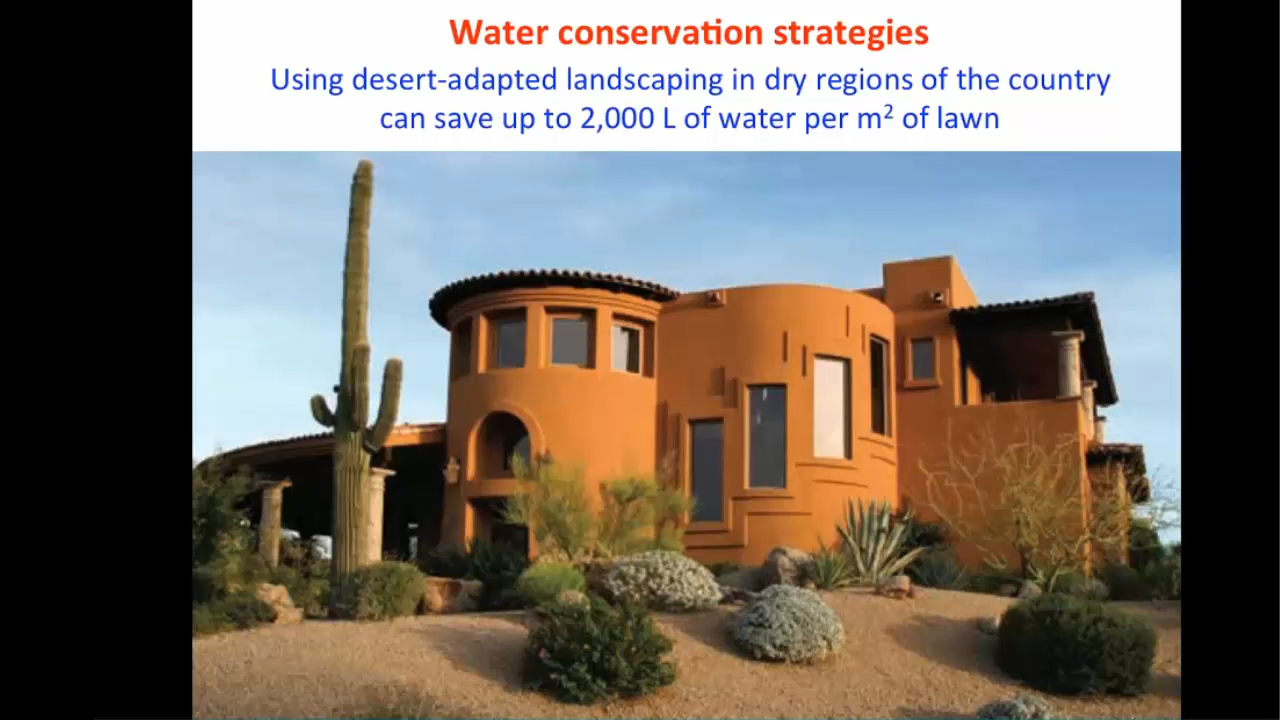 Water conservation strategies
Using desert-adapted landscaping in dry regions of the country
can save up to 2,000 L of water per m² of lawn